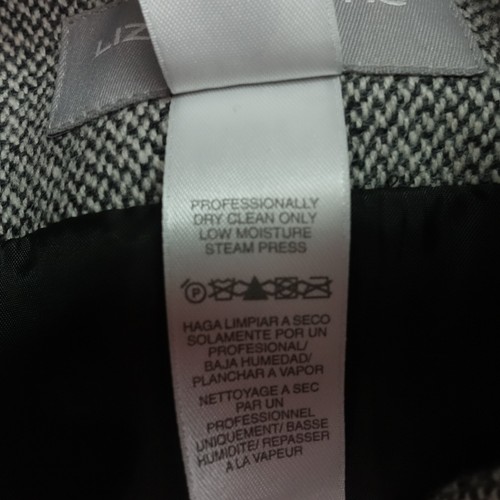 LIZ
PROFESSIONALLY
DRY CLEAN ONLY
LOW MOISTURE
STEAM PRESS
P
HAGA LIMPIAR A SECO
SOLAMENTE POR UN
PROFESIONAL/
BAJA HUMEDAD/
PLANCHAR A VAPOR
NETTOYAGE A SEC
PAR UN
PROFESSIONNEL
UNIQUEMENT/ BASSE
HUMIDITE/ REPASSER
A LA VAPEUR